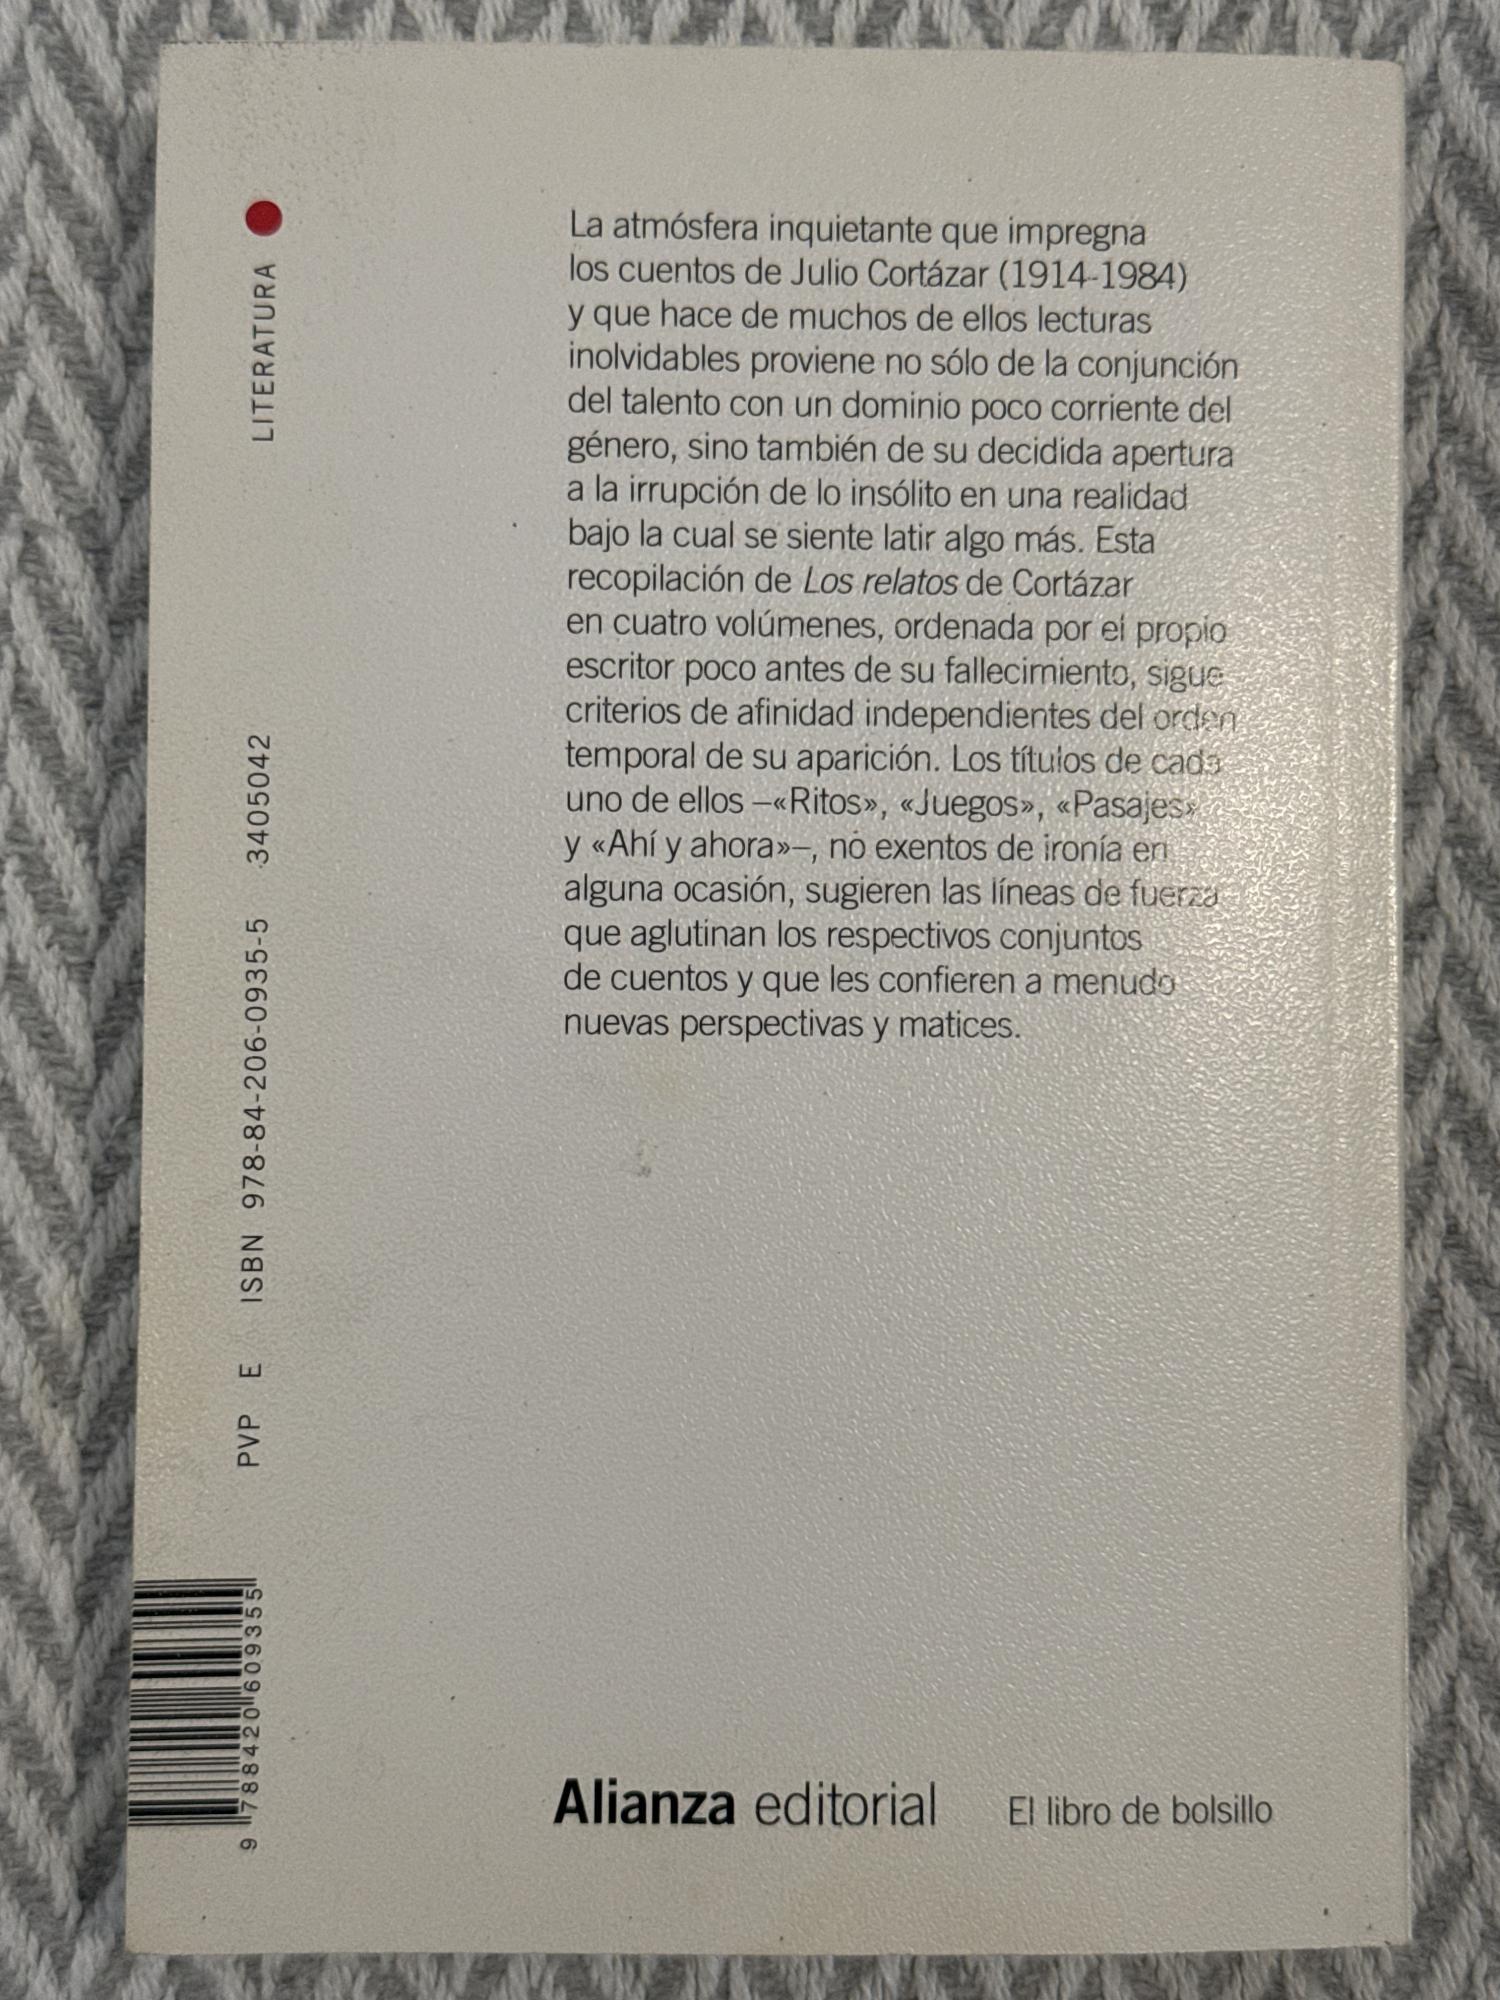 LITERATURA
La atmósfera inquietante que impregna
los cuentos de Julio Cortázar (1914-1984)
y que hace de muchos de ellos lecturas
inolvidables proviene no sólo de la conjunción
del talento con un dominio poco corriente del
género, sino también de su decidida apertura
a la irrupción de lo insólito en una realidad
bajo la cual se siente latir algo más. Esta
recopilación de Los relatos de Cortázar
en cuatro volúmenes, ordenada por el propio
escritor poco antes de su fallecimiento, sigue
criterios de afinidad independientes del orden
temporal de su aparición. Los títulos de cada
uno de ellos –«Ritos», «Juegos», «Pasajes»
y «Ahí y ahora»–, no exentos de ironía en
alguna ocasión, sugieren las líneas de fuerza
que aglutinan los respectivos conjuntos
de cuentos y que les confieren a menudo
nuevas perspectivas y matices.
PVP E ISBN 978-84-206-0935-5 3405042
9 788420 609355
Alianza editorial El libro de bolsillo